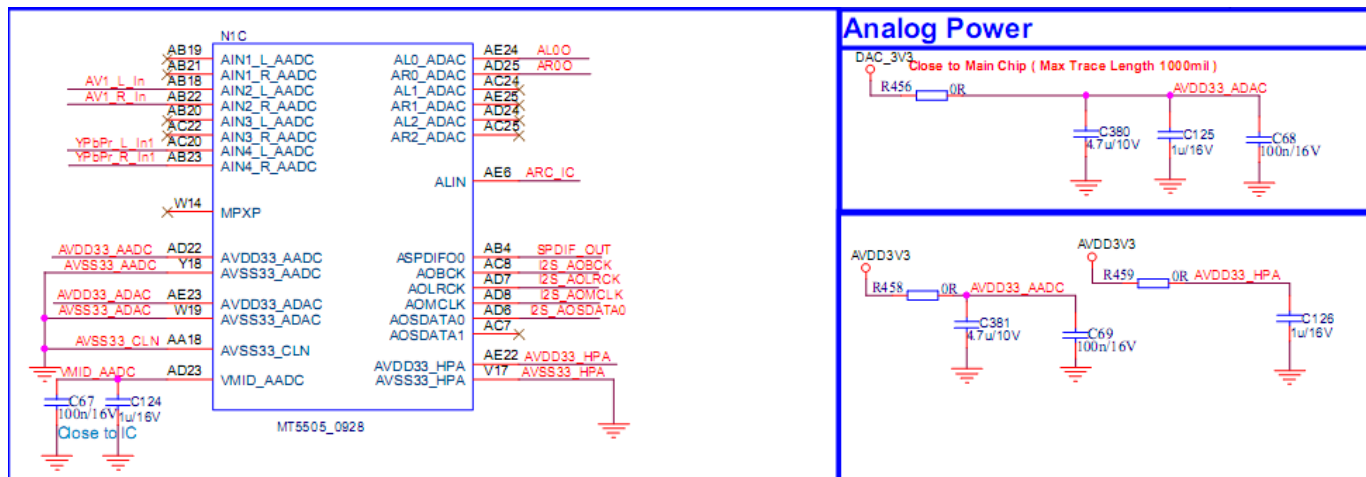 N1C
AB19 AIN1_L_AADC
AB21 AIN1_R_AADC
AV1_L_In AB18 AIN2_L_AADC
AV1_R_In AB22 AIN2_R_AADC
AB20 AIN3_L_AADC
AC22 AIN3_R_AADC
YPbPr_L_In1 AC20 AIN4_L_AADC
YPbPr_R_In1 AB23 AIN4_R_AADC
W14 MPXP
AVDD33_AADC AD22 AVDD33_AADC
AVSS33_AADC Y18 AVSS33_AADC
AVDD33_ADAC AE23 AVDD33_ADAC
AVSS33_ADAC W19 AVSS33_ADAC
AVSS33_CLN AA18 AVSS33_CLN
VMID_AADC AD23 VMID_AADC
C67
100n/16V
C124
1u/16V
Close to IC
AL0_ADAC AE24 AL0O
AR0_ADAC AD25 AR0O
AL1_ADAC AC24
AR1_ADAC AE25
AL2_ADAC AD24
AR2_ADAC AC25
ALIN AE6 ARC_IC
ASPDIFO0 AB4 SPDIF_OUT
AOBCK AC8 I2S_AOBCK
AOLRCK AD7 I2S_AOLRCK
AOMCLK AD8 I2S_AOMCLK
AOSDATA0 AD6 I2S_AOSDATA0
AOSDATA1 AC7
AVDD33_HPA AE22 AVDD33_HPA
AVSS33_HPA V17 AVSS33_HPA
MT5505_0928
Analog Power
DAC_3V3
Close to Main Chip ( Max Trace Length 1000mil )
R456 0R AVDD33_ADAC
C380
4.7u/10V
C125
1u/16V
C68
100n/16V
AVDD3V3
R458 0R AVDD33_AADC
C381
4.7u/10V
C69
100n/16V
AVDD3V3
R459 0R AVDD33_HPA
C126
1u/16V